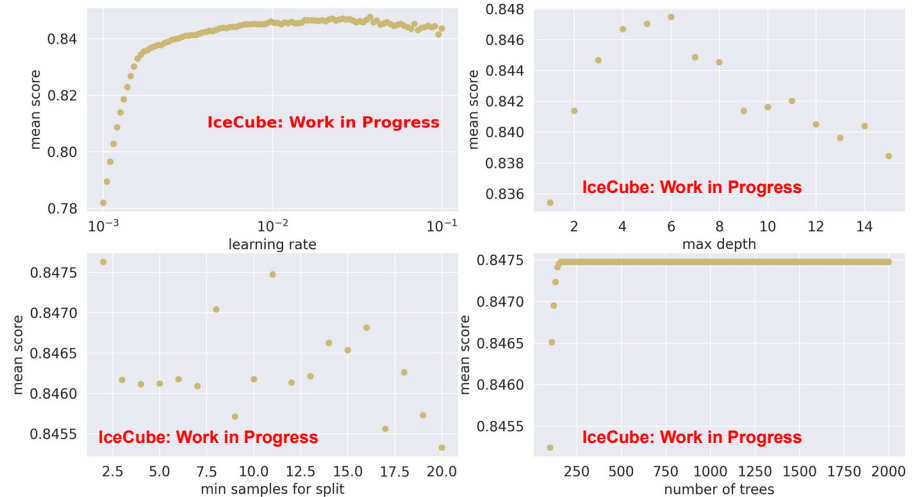 mean score
0.84
0.82
0.80
0.78
IceCube: Work in Progress
10⁻³
10⁻²
10⁻¹
learning rate
mean score
0.848
0.846
0.844
0.842
0.840
0.838
0.836
IceCube: Work in Progress
2 4 6 8 10 12 14
max depth
mean score
0.8475
0.8470
0.8465
0.8460
0.8455
IceCube: Work in Progress
2.5 5.0 7.5 10.0 12.5 15.0 17.5 20.0
min samples for split
mean score
0.8475
0.8470
0.8465
0.8460
0.8455
IceCube: Work in Progress
250 500 750 1000 1250 1500 1750 2000
number of trees